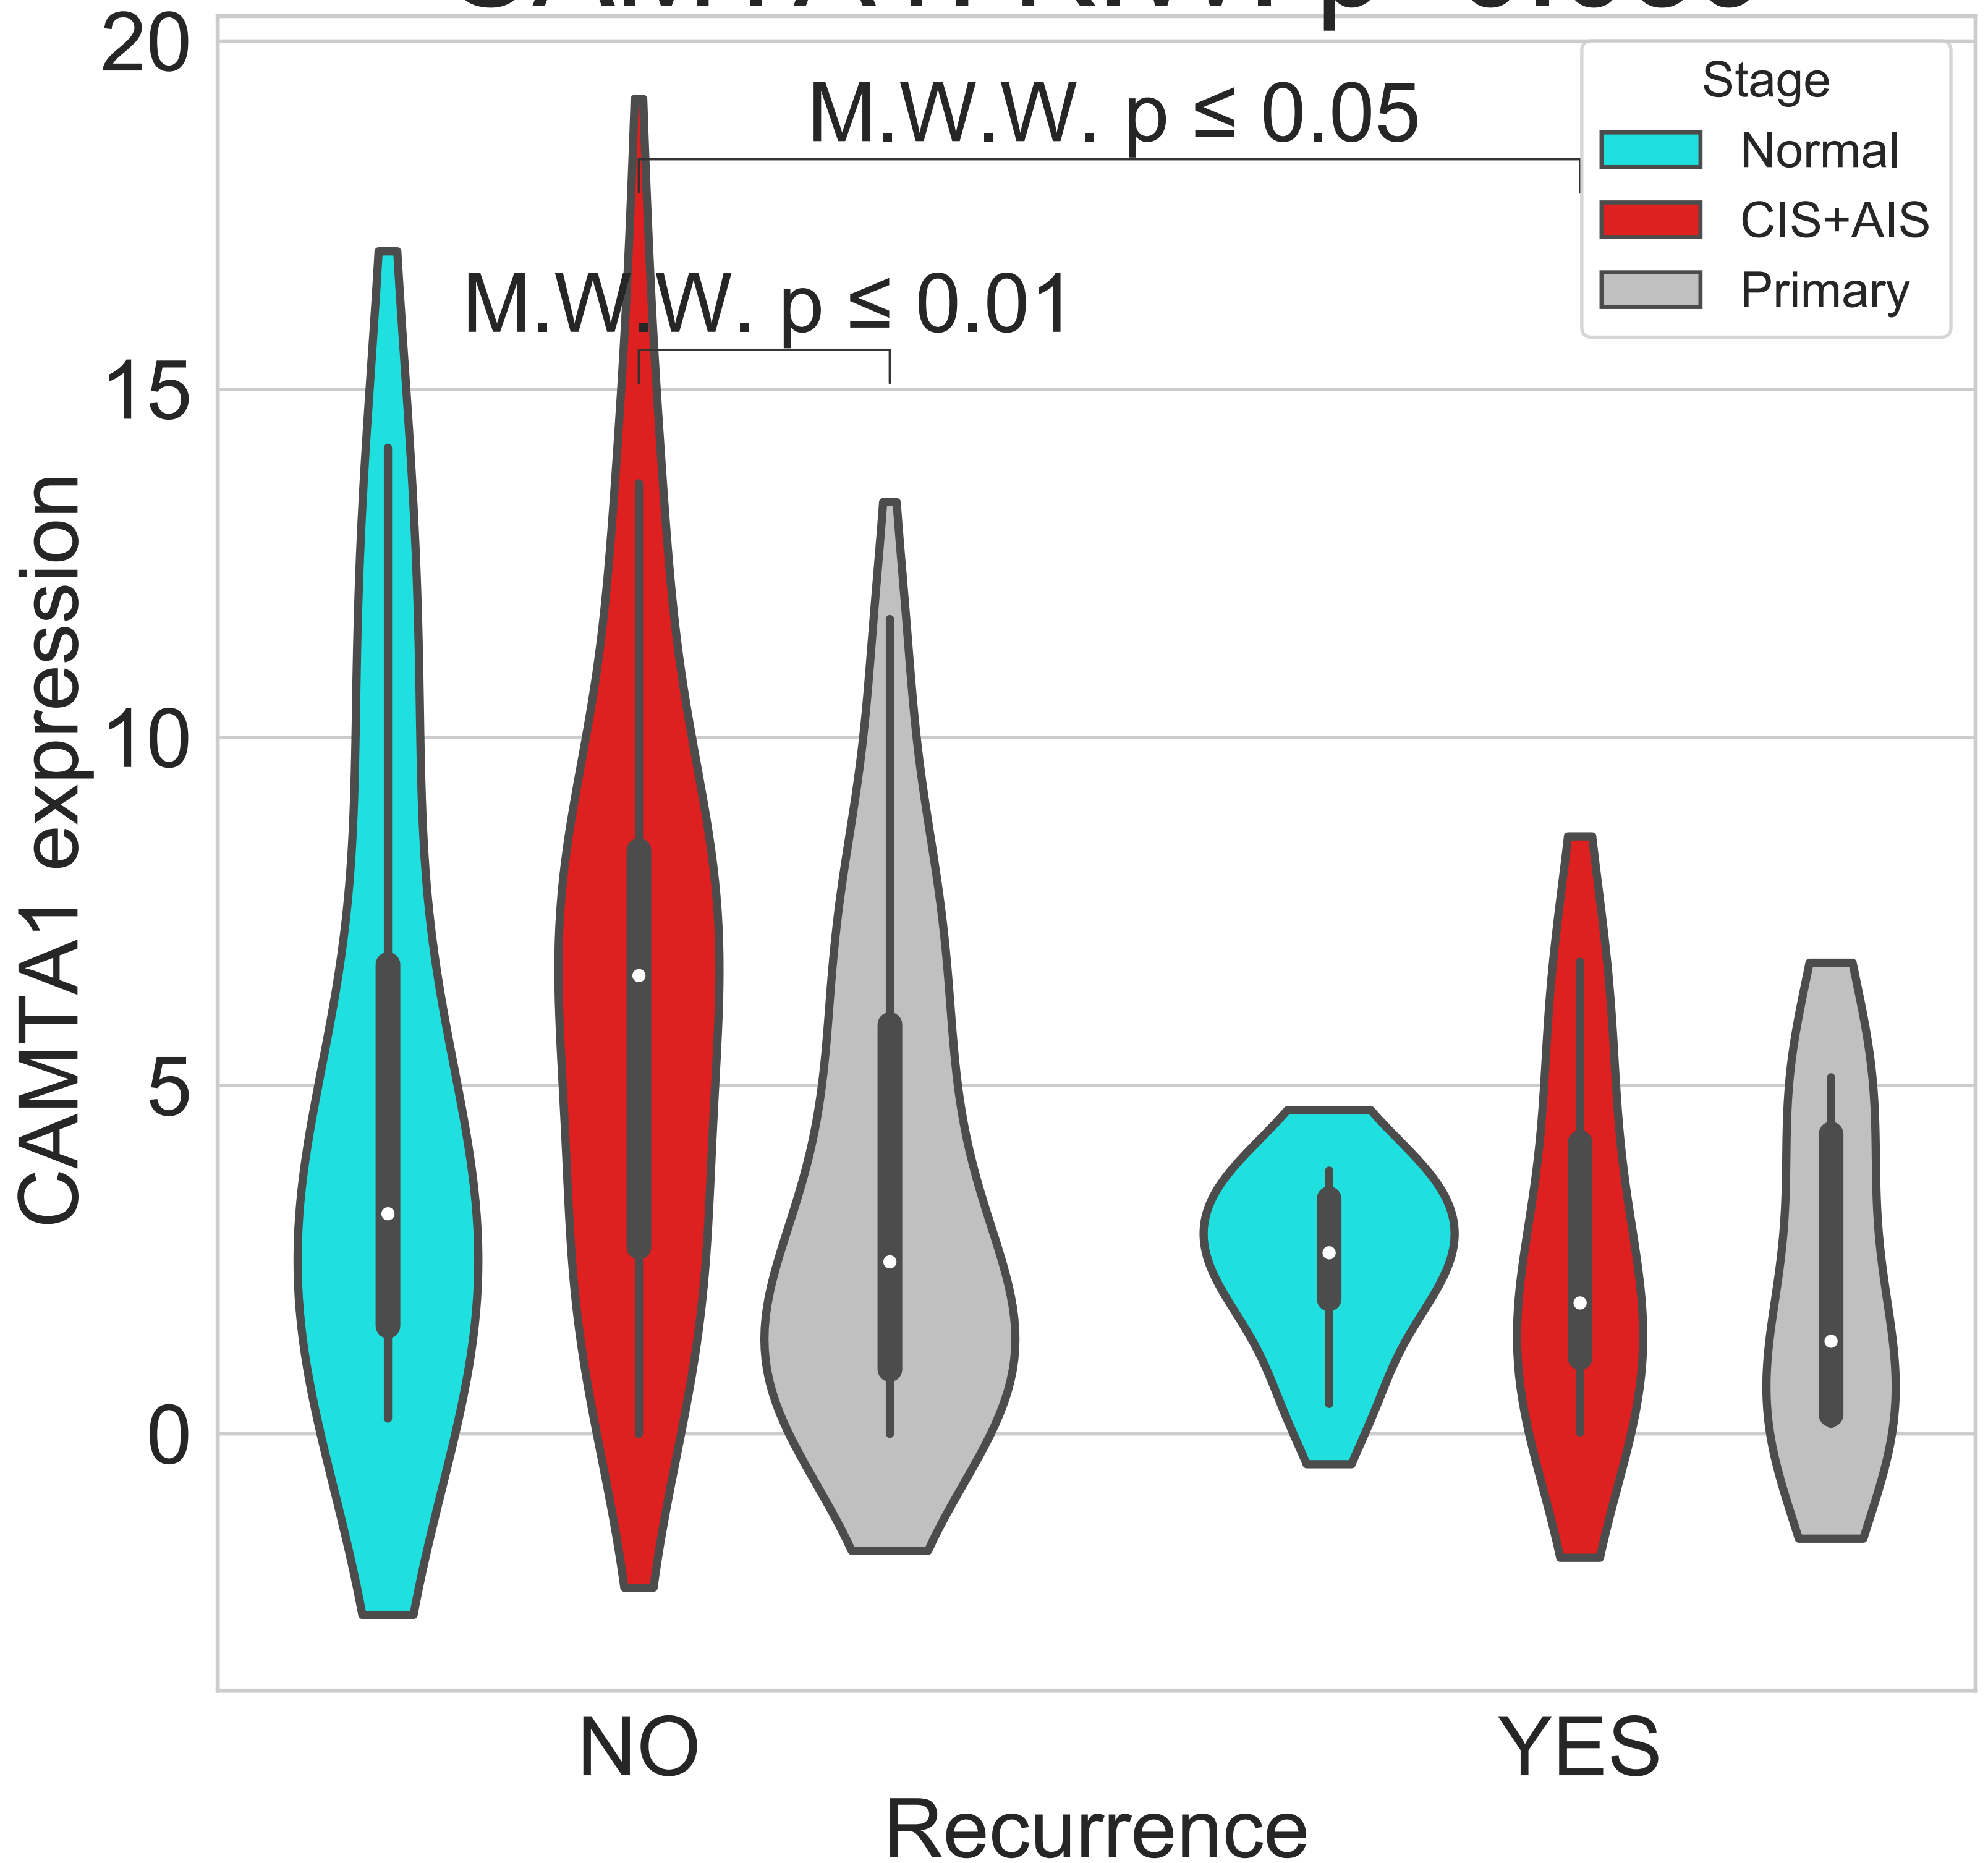 20
M.W.W. p ≤ 0.05
Stage
Normal
CIS+AIS
Primary
M.W.W. p ≤ 0.01
15
10
5
0
CAMTA1 expression
NO
YES
Recurrence